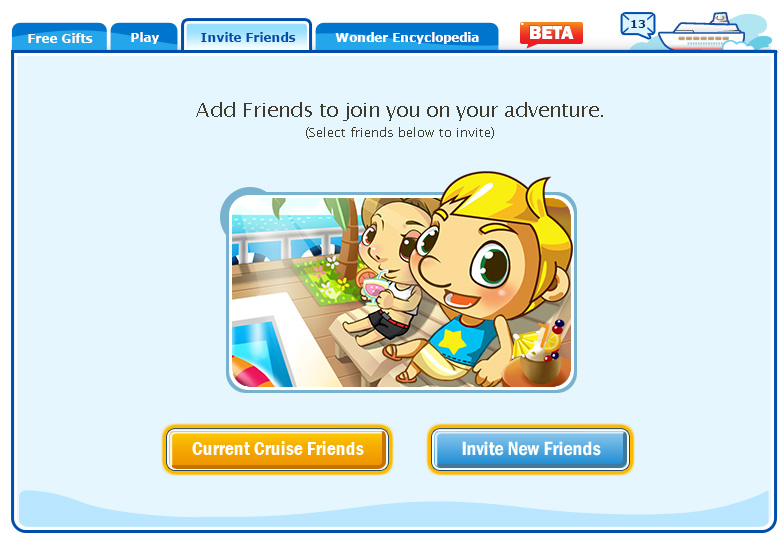 Free Gifts
Play
Invite Friends
Wonder Encyclopedia
BETA
13
Add Friends to join you on your adventure.
(Select friends below to invite)
Current Cruise Friends
Invite New Friends